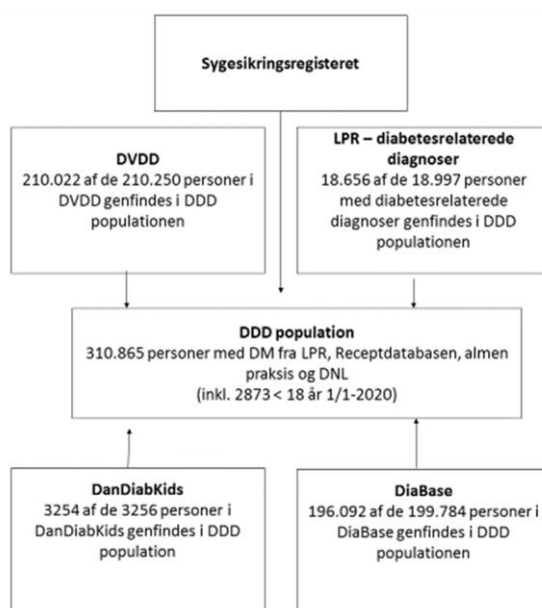 Sygesikringsregisteret
DVDD
210.022 af de 210.250 personer i
DVDD genfindes i DDD
populationen
LPR – diabetesrelaterede
diagnoser
18.656 af de 18.997 personer
med diabetesrelaterede
diagnoser genfindes i DDD
populationen
DDD population
310.865 personer med DM fra LPR, Receptdatabasen, almen
praksis og DNL
(inkl. 2873 < 18 år 1/1-2020)
DanDiabKids
3254 af de 3256 personer i
DanDiabKids genfindes i DDD
population
DiaBase
196.092 af de 199.784 personer i
DiaBase genfindes i DDD
populationen